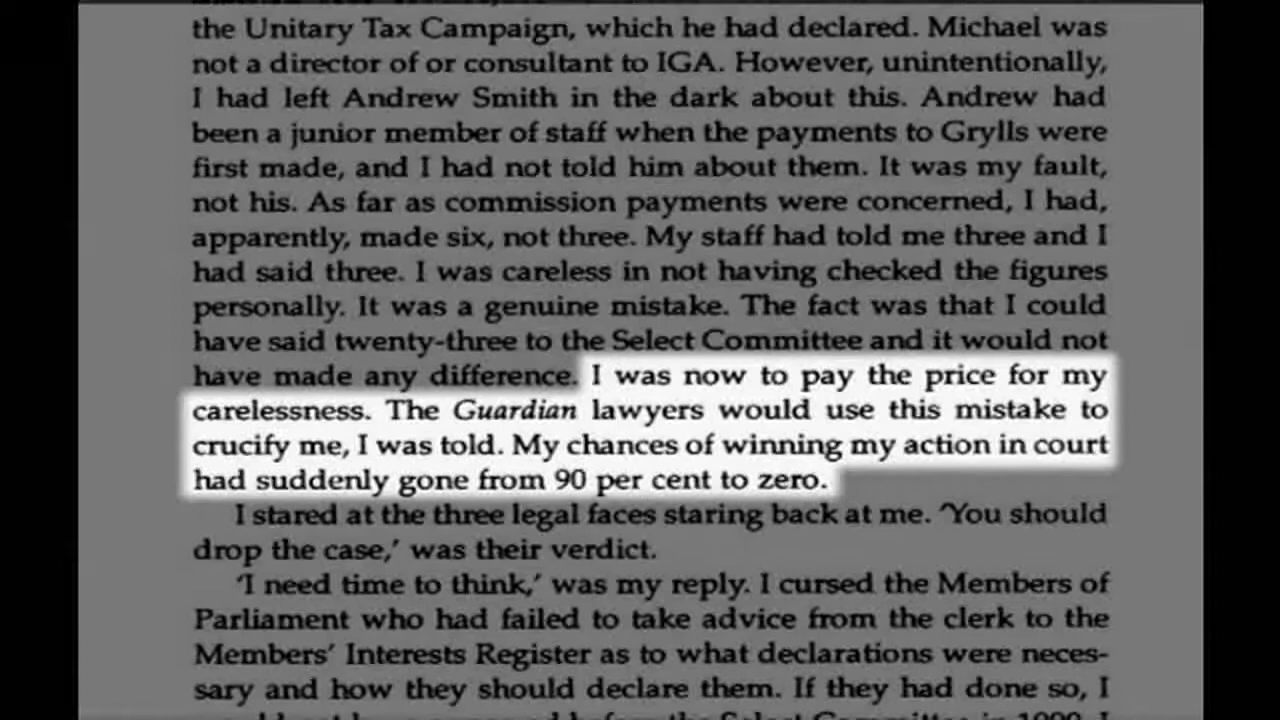 the Unitary Tax Campaign, which he had declared. Michael was
not a director of or consultant to IGA. However, unintentionally,
I had left Andrew Smith in the dark about this. Andrew had
been a junior member of staff when the payments to Grylls were
first made, and I had not told him about them. It was my fault,
not his. As far as commission payments were concerned, I had,
apparently, made six, not three. My staff had told me three and I
had said three. I was careless in not having checked the figures
personally. It was a genuine mistake. The fact was that I could
have said twenty-three to the Select Committee and it would not
have made any difference. I was now to pay the price for my
carelessness. The Guardian lawyers would use this mistake to
crucify me, I was told. My chances of winning my action in court
had suddenly gone from 90 per cent to zero.
I stared at the three legal faces staring back at me. 'You should
drop the case,' was their verdict.
'I need time to think,' was my reply. I cursed the Members of
Parliament who had failed to take advice from the clerk to the
Members' Interests Register as to what declarations were neces-
sary and how they should declare them. If they had done so, I